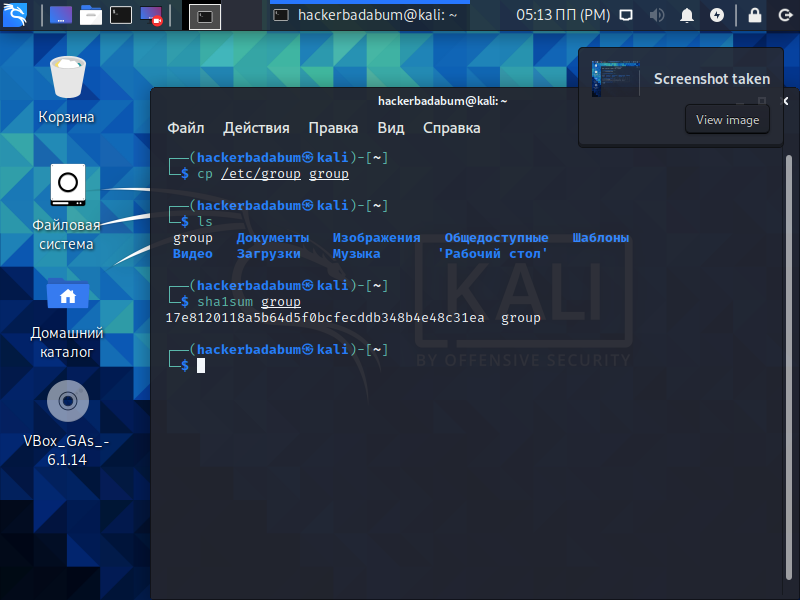 hackerbadabum@kali: ~
05:13 ПП (PM)
Screenshot taken
View image
Корзина
Файловая
система
Домашний
каталог
VBox_GAs_-
6.1.14
hackerbadabum@kali:~
Файл Действия Правка Вид Справка
┌──(hackerbadabum㉿kali)-[~]
└─$ cp /etc/group group
┌──(hackerbadabum㉿kali)-[~]
└─$ ls
group Документы Изображения Общедоступные Шаблоны
Видео Загрузки Музыка 'Рабочий стол'
┌──(hackerbadabum㉿kali)-[~]
└─$ sha1sum group
17e8120118a5b64d5f0bcfecddb348b4e48c31ea group
┌──(hackerbadabum㉿kali)-[~]
└─$
KALI
BY OFFENSIVE SECURITY